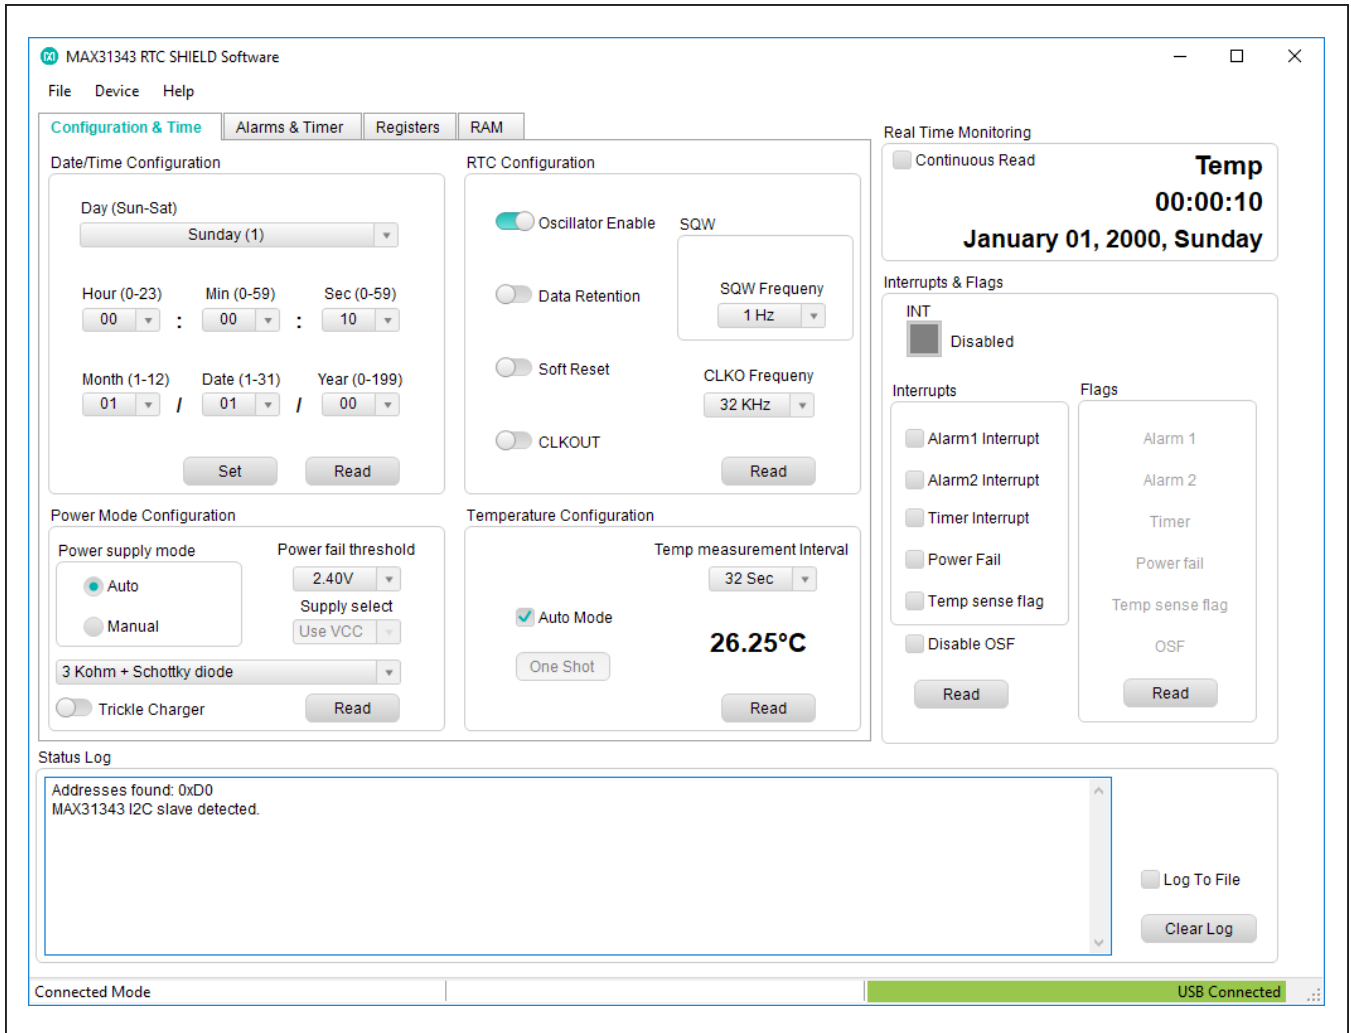 MAX31343 RTC SHIELD Software
File Device Help
Configuration & Time Alarms & Timer Registers RAM
Date/Time Configuration
Day (Sun-Sat)
Sunday (1)
Hour (0-23) Min (0-59) Sec (0-59)
00 : 00 : 10
Month (1-12) Date (1-31) Year (0-199)
01 / 01 / 00
Set Read
RTC Configuration
Oscillator Enable
Data Retention
Soft Reset
CLKOUT
SQW
SQW Frequeny
1 Hz
CLKO Frequeny
32 KHz
Read
Power Mode Configuration
Power supply mode
Auto
Manual
Power fail threshold
2.40V
Supply select
Use VCC
3 Kohm + Schottky diode
Trickle Charger
Read
Temperature Configuration
Temp measurement Interval
32 Sec
Auto Mode
26.25°C
One Shot
Read
Real Time Monitoring
Continuous Read
Temp
00:00:10
January 01, 2000, Sunday
Interrupts & Flags
INT
Disabled
Interrupts
Alarm1 Interrupt
Alarm2 Interrupt
Timer Interrupt
Power Fail
Temp sense flag
Disable OSF
Read
Flags
Alarm 1
Alarm 2
Timer
Power fail
Temp sense flag
OSF
Read
Status Log
Addresses found: 0xD0
MAX31343 I2C slave detected.
Log To File
Clear Log
Connected Mode
USB Connected